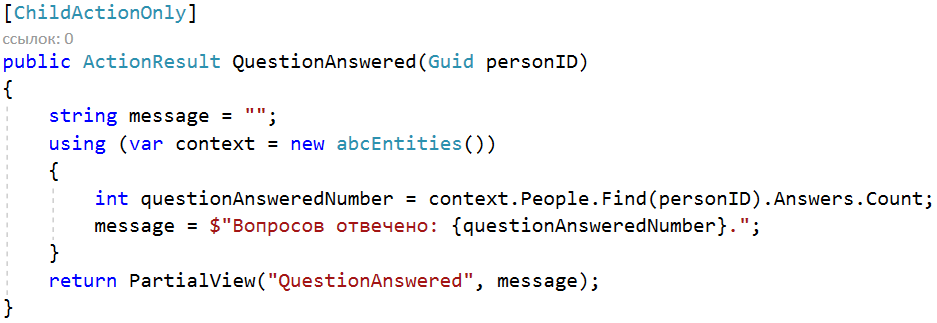 [ChildActionOnly]
ссылок: 0
public ActionResult QuestionAnswered(Guid personID)
{
string message = "";
using (var context = new abcEntities())
{
int questionAnsweredNumber = context.People.Find(personID).Answers.Count;
message = $"Вопросов отвечено: {questionAnsweredNumber}.";
}
return PartialView("QuestionAnswered", message);
}